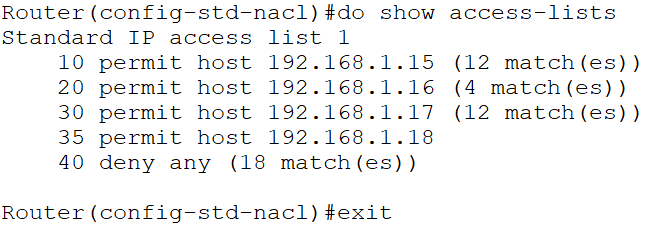 Router(config-std-nacl)#do show access-lists
Standard IP access list 1
    10 permit host 192.168.1.15 (12 match(es))
    20 permit host 192.168.1.16 (4 match(es))
    30 permit host 192.168.1.17 (12 match(es))
    35 permit host 192.168.1.18
    40 deny any (18 match(es))
Router(config-std-nacl)#exit